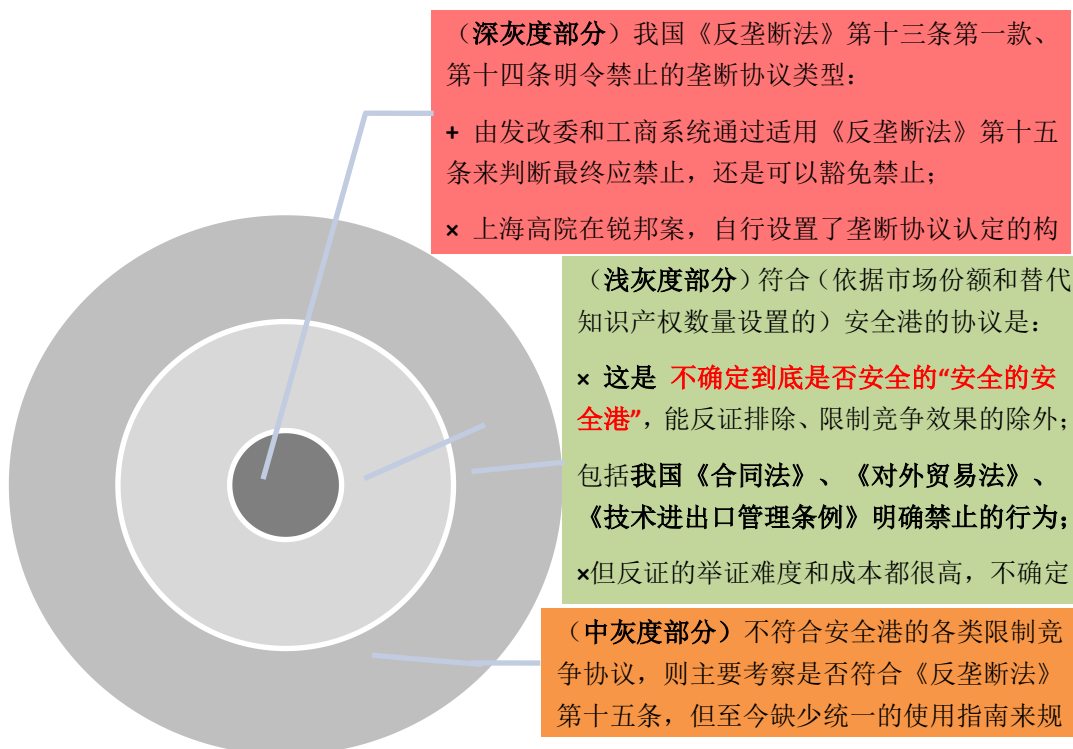 （深灰度部分）我国《反垄断法》第十三条第一款、
第十四条明令禁止的垄断协议类型：
+ 由发改委和工商系统通过适用《反垄断法》第十五
条来判断最终应禁止，还是可以豁免禁止；
× 上海高院在锐邦案，自行设置了垄断协议认定的构
（浅灰度部分）符合（依据市场份额和替代
知识产权数量设置的）安全港的协议是：
× 这是 不确定到底是否安全的“安全的安
全港”，能反证排除、限制竞争效果的除外；
包括我国《合同法》、《对外贸易法》、
《技术进出口管理条例》明确禁止的行为；
×但反证的举证难度和成本都很高，不确定
（中灰度部分）不符合安全港的各类限制竞
争协议，则主要考察是否符合《反垄断法》
第十五条，但至今缺少统一的使用指南来规